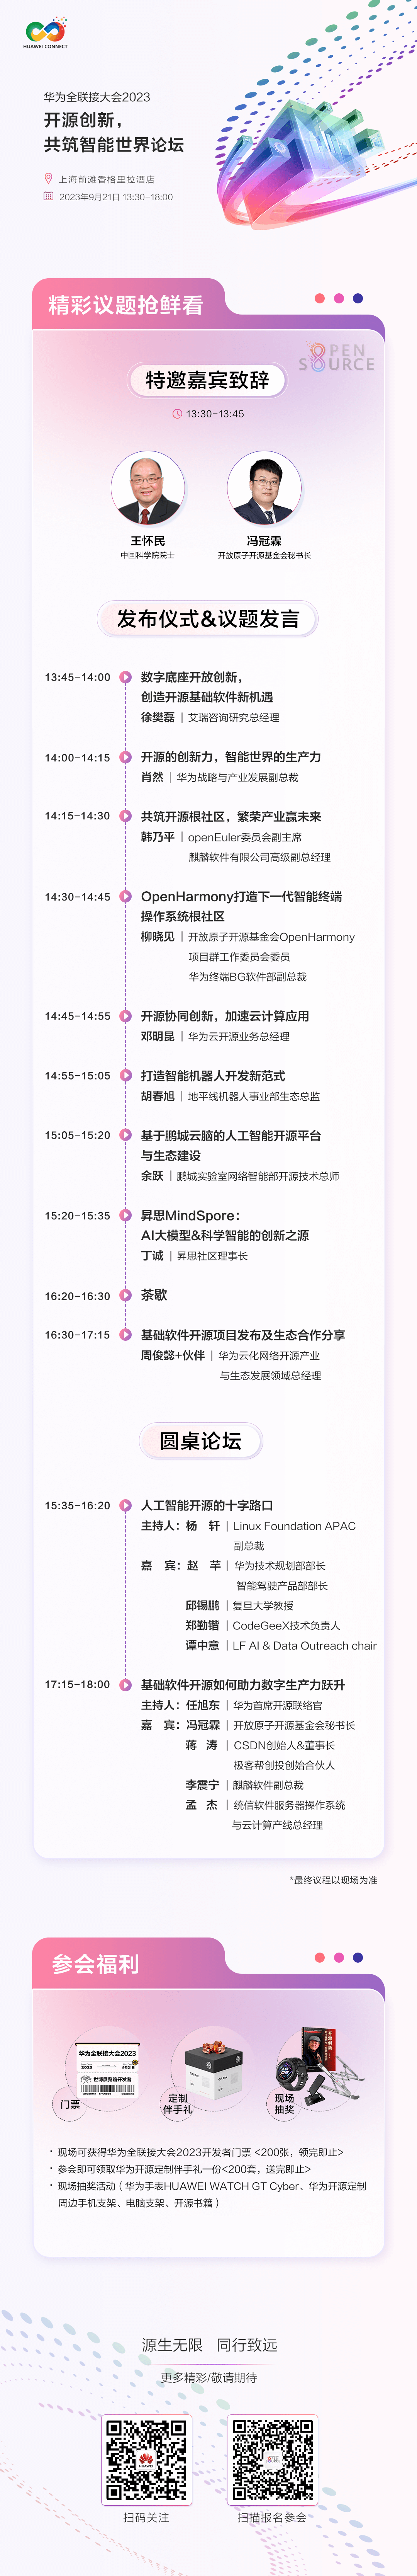 HUAWEI CONNECT
华为全联接大会2023
开源创新，
共筑智能世界论坛
上海前滩香格里拉酒店
2023年9月21日 13:30-18:00
精彩议题抢鲜看
OPEN
SOURCE
特邀嘉宾致辞
13:30-13:45
王怀民
中国科学院院士
冯冠霖
开放原子开源基金会秘书长
发布仪式&议题发言
13:45-14:00 数字底座开放创新，
创造开源基础软件新机遇
徐樊磊 | 艾瑞咨询研究总经理
14:00-14:15 开源的创新力，智能世界的生产力
肖然 | 华为战略与产业发展副总裁
14:15-14:30 共筑开源根社区，繁荣产业赢未来
韩乃平 | openEuler委员会副主席
麒麟软件有限公司高级副总经理
14:30-14:45 OpenHarmony打造下一代智能终端
操作系统根社区
柳晓见 | 开放原子开源基金会OpenHarmony
项目群工作委员会委员
华为终端BG软件部副总裁
14:45-14:55 开源协同创新，加速云计算应用
邓明昆 | 华为云开源业务总经理
14:55-15:05 打造智能机器人开发新范式
胡春旭 | 地平线机器人事业部生态总监
15:05-15:20 基于鹏城云脑的人工智能开源平台
与生态建设
余跃 | 鹏城实验室网络智能部开源技术总师
15:20-15:35 昇思MindSpore：
AI大模型&科学智能的创新之源
丁诚 | 昇思社区理事长
16:20-16:30 茶歇
16:30-17:15 基础软件开源项目发布及生态合作分享
周俊懿+伙伴 | 华为云化网络开源产业
与生态发展领域总经理
圆桌论坛
15:35-16:20 人工智能开源的十字路口
主持人：杨 轩 | Linux Foundation APAC
副总裁
嘉 宾：赵 芊 | 华为技术规划部部长
智能驾驶产品部部长
邱锡鹏 | 复旦大学教授
郑勤锴 | CodeGeeX技术负责人
谭中意 | LF AI & Data Outreach chair
17:15-18:00 基础软件开源如何助力数字生产力跃升
主持人：任旭东 | 华为首席开源联络官
嘉 宾：冯冠霖 | 开放原子开源基金会秘书长
蒋 涛 | CSDN创始人&董事长
极客帮创投创始合伙人
李震宁 | 麒麟软件副总裁
孟 杰 | 统信软件服务器操作系统
与云计算产线总经理
*最终议程以现场为准
参会福利
华为全联接大会2023
世博展览馆开发者
门票
定制
伴手礼
现场
抽奖
· 现场可获得华为全联接大会2023开发者门票 <200张，领完即止>
· 参会即可领取华为开源定制伴手礼一份<200套，送完即止>
· 现场抽奖活动（华为手表HUAWEI WATCH GT Cyber、华为开源定制
周边手机支架、电脑支架、开源书籍）
源生无限 同行致远
更多精彩/敬请期待
HUAWEI
扫码关注
扫描报名参会